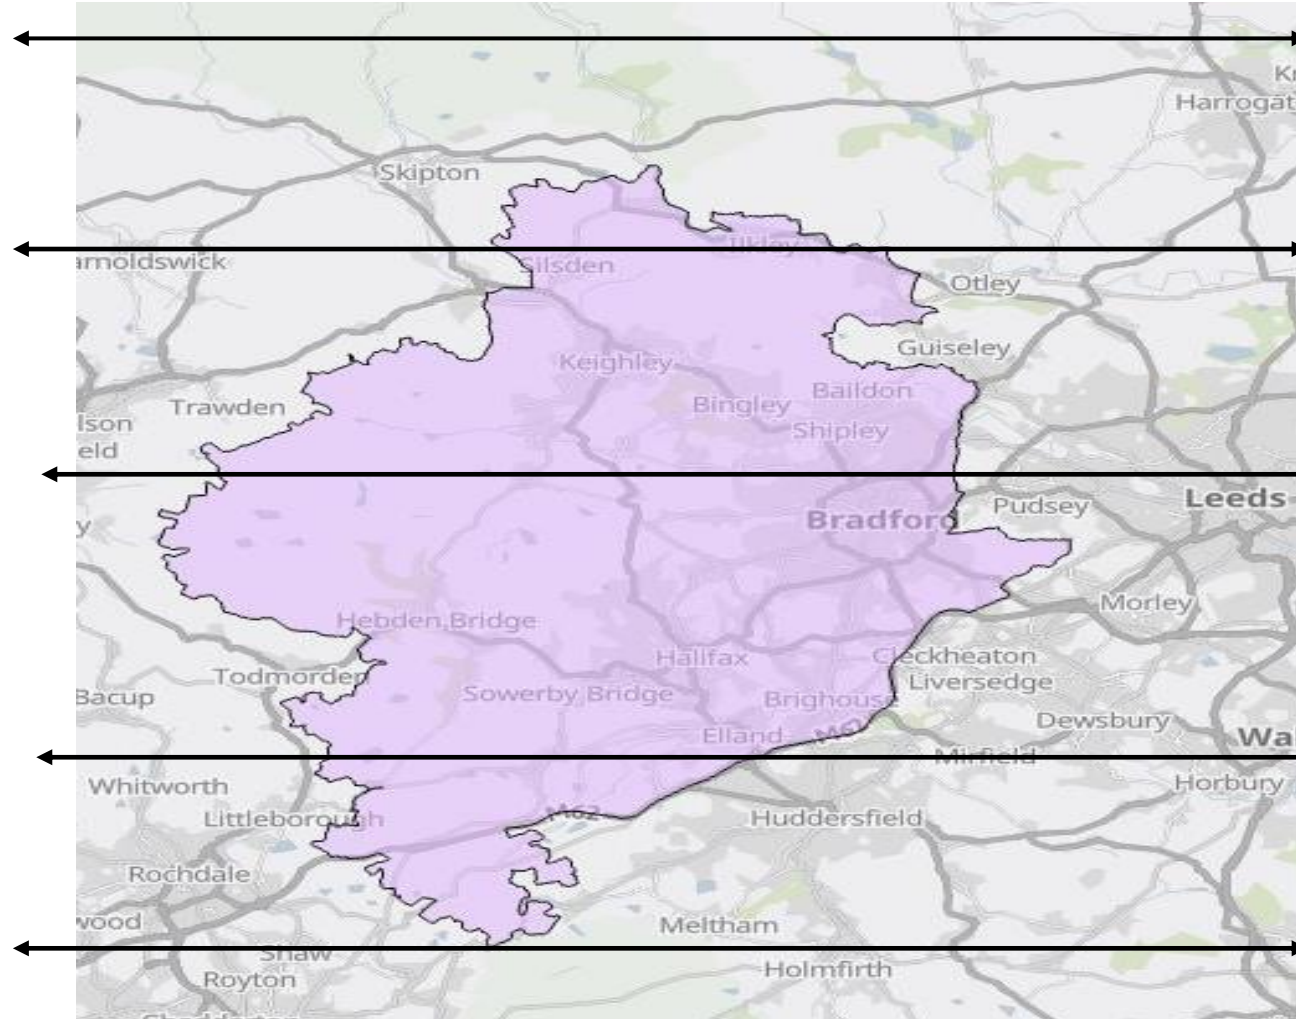 Kn
Harrogat
Skipton
Ilkley
arnoldswick
Silsden
Otley
Guiseley
Keighley
Baildon
Trawden
Bingley
lson
Shipley
eld
Leeds
Pudsey
Bradford
y
Morley
Hebden Bridge
Halifax
Cleckheaton
Todmorden
Liversedge
Bacup
Sowerby Bridge
Brighouse
Dewsbury
Elland
M62
Wa
Mirfield
Whitworth
Horbury
Littleborough
M62
Huddersfield
Rochdale
wood
Meltham
Shaw
Holmfirth
Royton